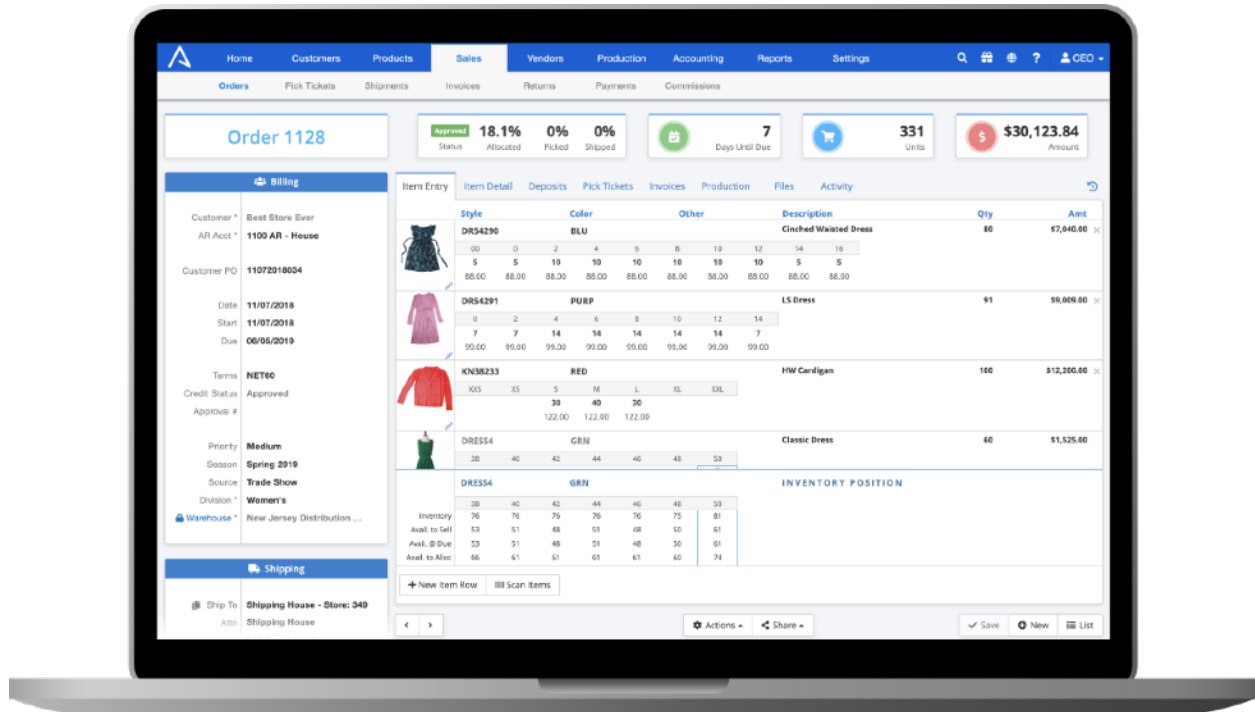 Home Customers Products Sales Vendors Production Accounting Reports Settings ? CEO
Orders Pick Tickets Shipments Invoices Returns Payments Commissions
Order 1128
Approved 18.1% 0% 0%
Status Allocated Picked Shipped
7
Days Until Due
331
Units
$30,123.84
Amount
Billing
Customer * Best Store Ever
AR Acct * 1100 AR - House
Customer PO 11072018034
Date 11/07/2018
Start 11/07/2018
Due 06/05/2019
Terms NET60
Credit Status Approved
Approval #
Priority Medium
Season Spring 2019
Source Trade Show
Division * Women's
Warehouse * New Jersey Distribution ...
Shipping
Ship To Shipping House - Store: 349
Attn Shipping House
Item Entry Item Detail Deposits Pick Tickets Invoices Production Files Activity
Style Color Other Description Qty Amt
DR54290 BLU Cinched Waisted Dress 80 $7,040.00
00 0 2 4 6 8 10 12 14 16
5 5 10 10 10 10 10 10 5 5
88.00 88.00 88.00 88.00 88.00 88.00 88.00 88.00 88.00 88.00
DR54291 PURP LS Dress 91 $9,009.00
0 2 4 6 8 10 12 14
7 7 14 14 14 14 14 7
99.00 99.00 99.00 99.00 99.00 99.00 99.00 99.00
KN38233 RED HW Cardigan 100 $12,200.00
XXS XS S M L XL XXL
30 40 30
122.00 122.00 122.00
DRESS4 GRN Classic Dress 60 $1,525.00
38 40 42 44 46 48 50
DRESS4 GRN INVENTORY POSITION
38 40 42 44 46 48 50
Inventory 76 76 76 76 76 75 81
Avail. to Sell 53 51 48 51 48 50 61
Avail. @ Due 53 51 48 51 48 50 61
Avail. to Alloc 66 61 61 61 61 60 74
+ New Item Row Scan Items
Actions Share
Save New List